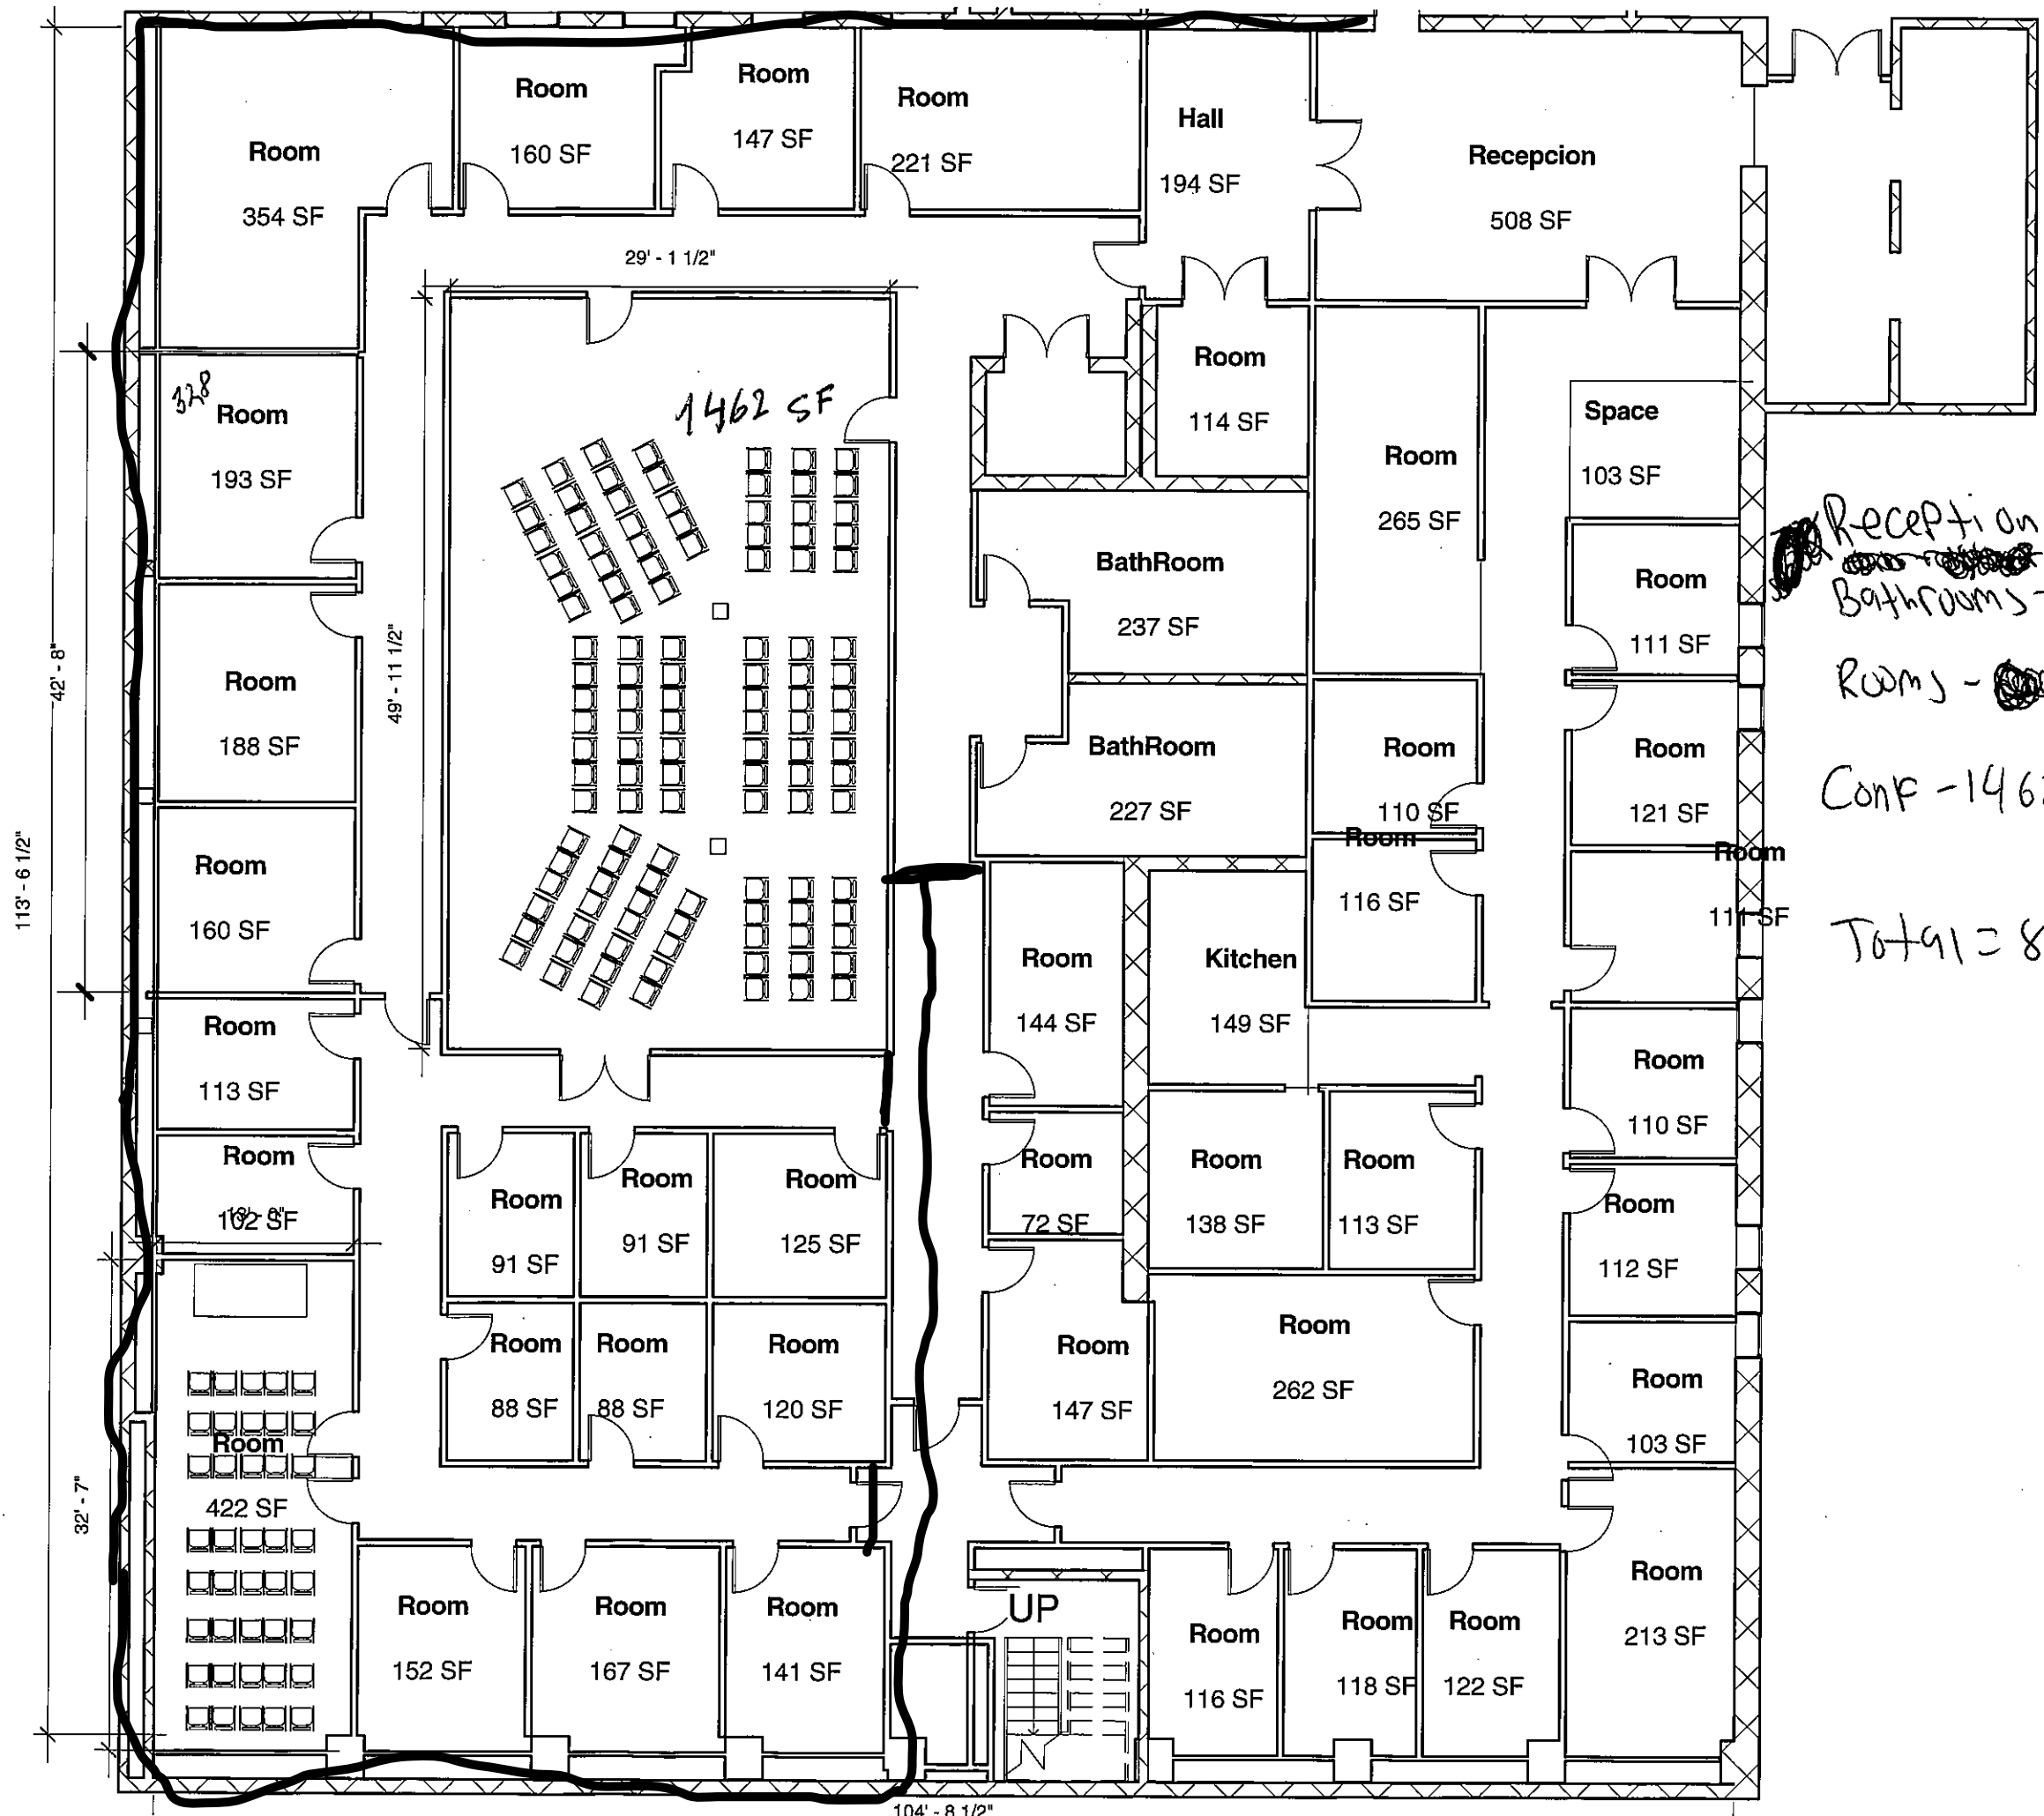 Room
354 SF
Room
160 SF
Room
147 SF
Room
221 SF
Hall
194 SF
Recepcion
508 SF
29' - 1 1/2"
328
Room
193 SF
1462 SF
Room
114 SF
Room
265 SF
Space
103 SF
Reception
Bathrooms-
Rooms -
Conf -146
Total = 8
BathRoom
237 SF
Room
111 SF
42' - 8"
49' - 11 1/2"
113' - 6 1/2"
Room
188 SF
BathRoom
227 SF
Room
110 SF
Room
121 SF
Room
160 SF
Room
116 SF
Room
111 SF
Room
144 SF
Kitchen
149 SF
Room
113 SF
Room
110 SF
Room
102 SF
Room
91 SF
Room
91 SF
Room
125 SF
Room
72 SF
Room
138 SF
Room
113 SF
Room
112 SF
Room
88 SF
Room
88 SF
Room
120 SF
Room
147 SF
Room
262 SF
Room
103 SF
32' - 7"
Room
422 SF
Room
152 SF
Room
167 SF
Room
141 SF
UP
Room
116 SF
Room
118 SF
Room
122 SF
Room
213 SF
104' - 8 1/2"